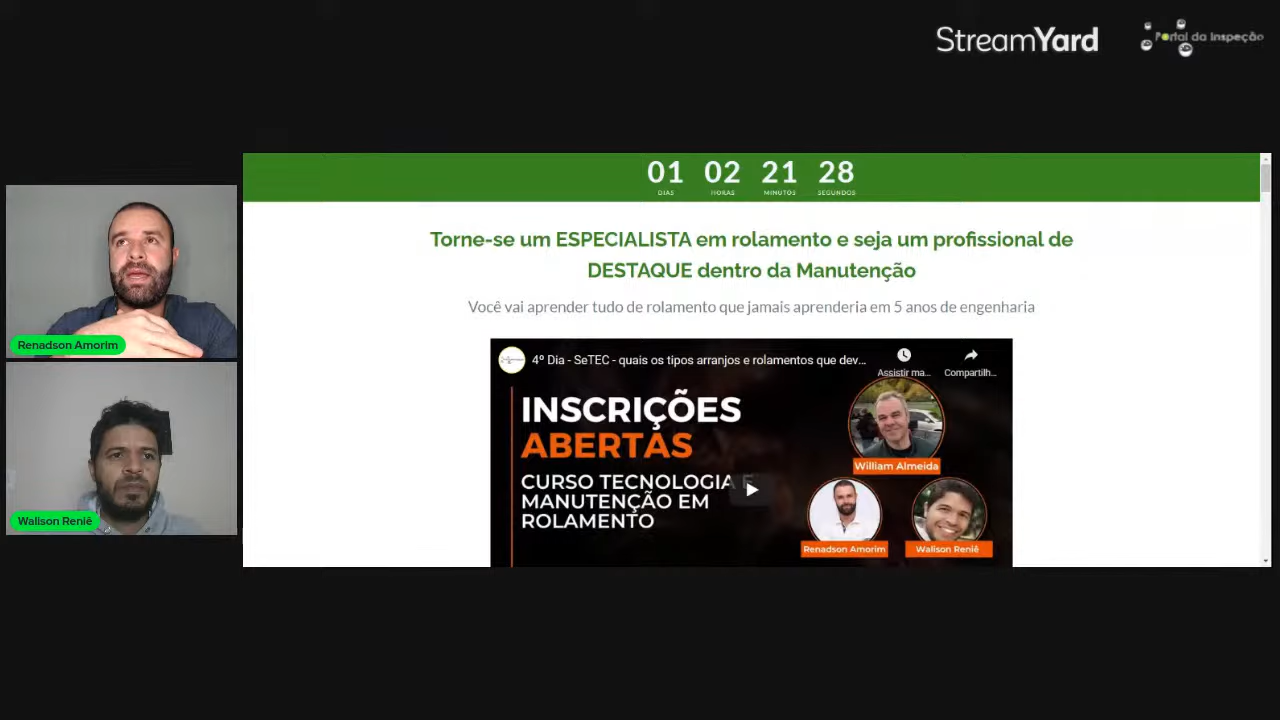 StreamYard
Portal da Inspeção
01 02 21 28
DIAS HORAS MINUTOS SEGUNDOS
Torne-se um ESPECIALISTA em rolamento e seja um profissional de
DESTAQUE dentro da Manutenção
Você vai aprender tudo de rolamento que jamais aprenderia em 5 anos de engenharia
4º Dia - SeTEC - quais os tipos arranjos e rolamentos que dev...
Assistir ma...
Compartilh...
INSCRIÇÕES
ABERTAS
CURSO TECNOLOGIA E
MANUTENÇÃO EM
ROLAMENTO
William Almeida
Renadson Amorim
Walison Reniê
Renadson Amorim
Walison Reniê